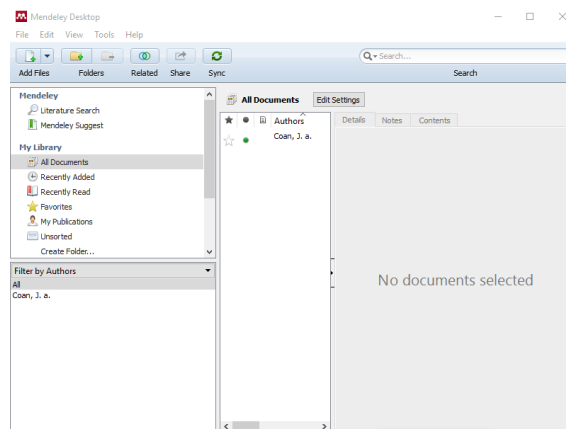 Mendeley Desktop
File Edit View Tools Help
Search...
Add Files Folders Related Share Sync Search
Mendeley
Literature Search
Mendeley Suggest
My Library
All Documents
Recently Added
Recently Read
Favorites
My Publications
Unsorted
Create Folder...
Filter by Authors
All
Coan, J. a.
All Documents Edit Settings
Authors
Coan, J. a.
Details Notes Contents
No documents selected